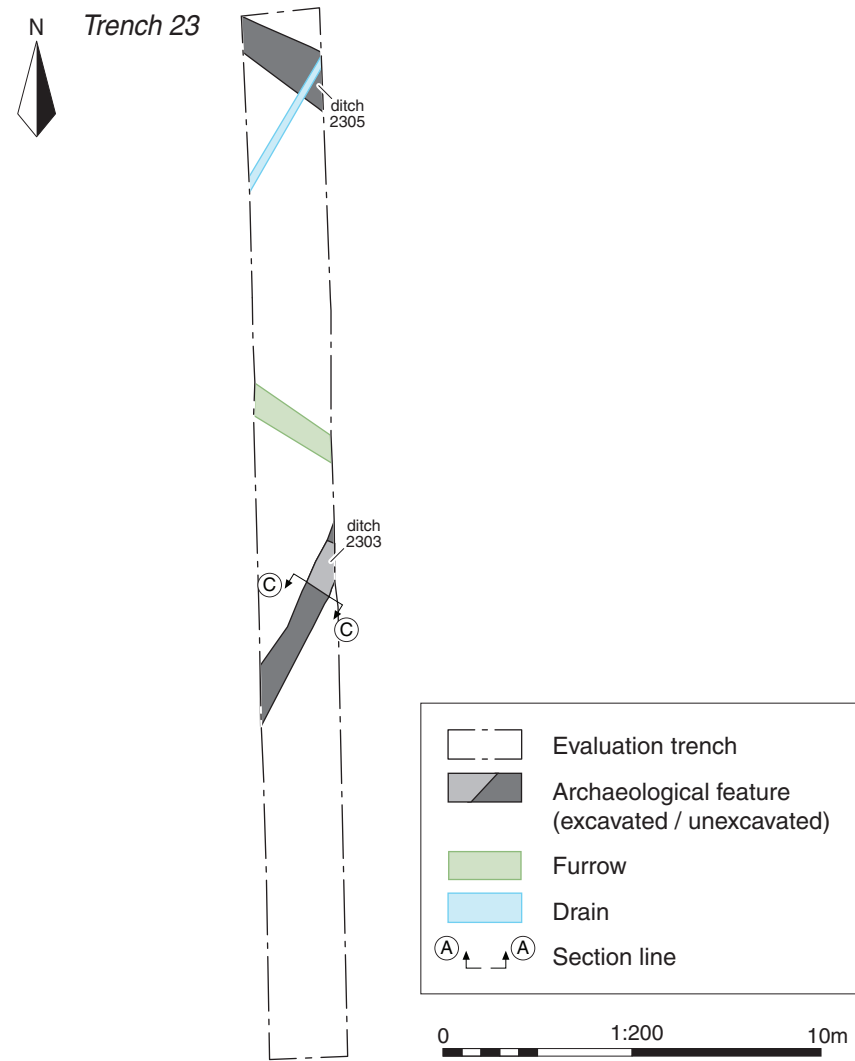 N
Trench 23
ditch
2305
ditch
2303
C
C
Evaluation trench
Archaeological feature
(excavated / unexcavated)
Furrow
Drain
A A
Section line
0 1:200 10m